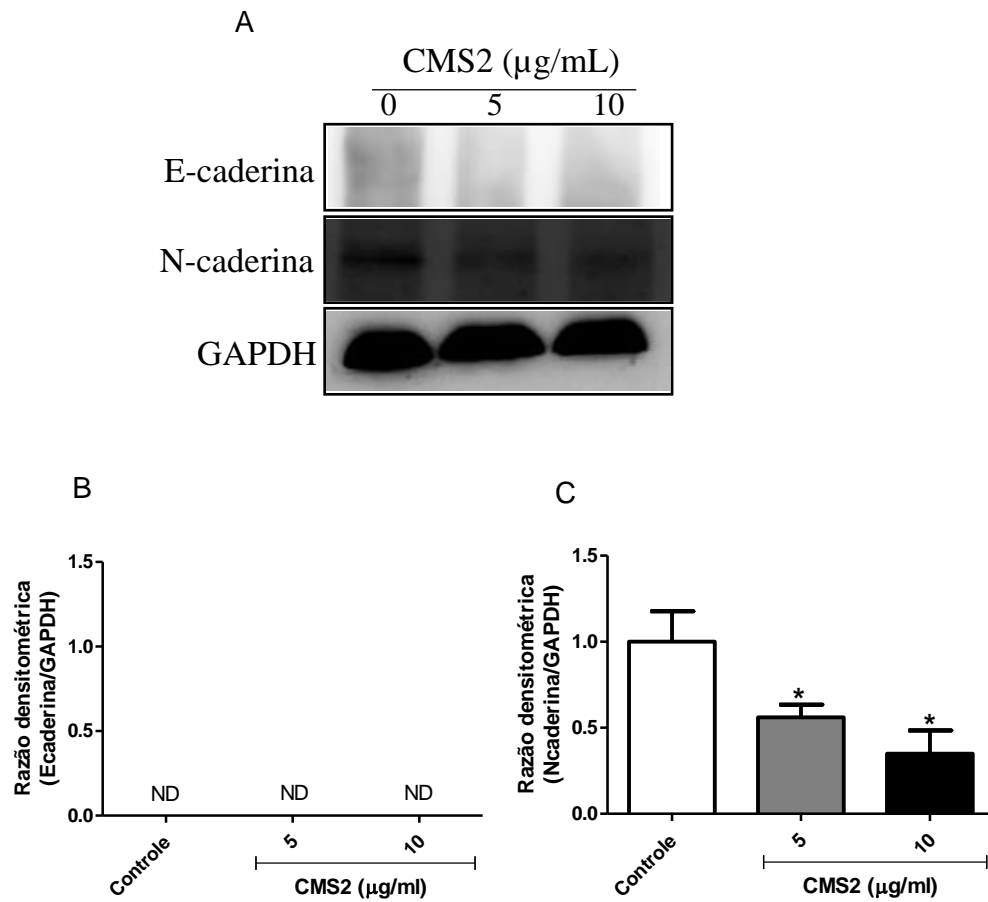 A
CMS2 (µg/mL)
0 5 10
E-caderina
N-caderina
GAPDH
B
Razão densitométrica
(Ecaderina/GAPDH)
1.5
1.0
0.5
0.0
ND ND ND
Controle 5 10
CMS2 (µg/ml)
C
Razão densitométrica
(Ncaderina/GAPDH)
1.5
1.0
0.5
0.0
* *
Controle 5 10
CMS2 (µg/ml)